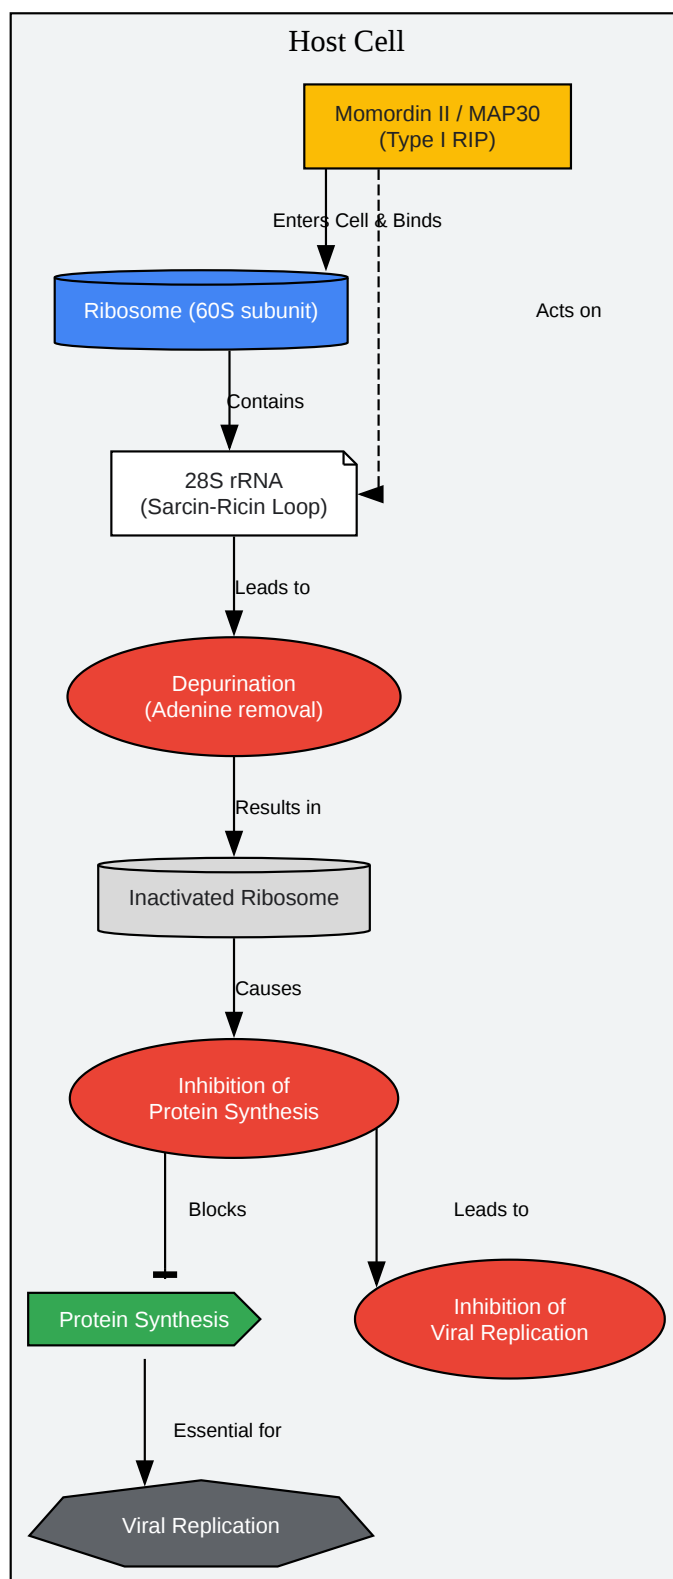 Host Cell
Momordin II / MAP30
(Type I RIP)
Enters Cell & Binds
Ribosome (60S subunit)
Acts on
Contains
28S rRNA
(Sarcin-Ricin Loop)
Leads to
Depurination
(Adenine removal)
Results in
Inactivated Ribosome
Causes
Inhibition of
Protein Synthesis
Blocks
Leads to
Protein Synthesis
Inhibition of
Viral Replication
Essential for
Viral Replication